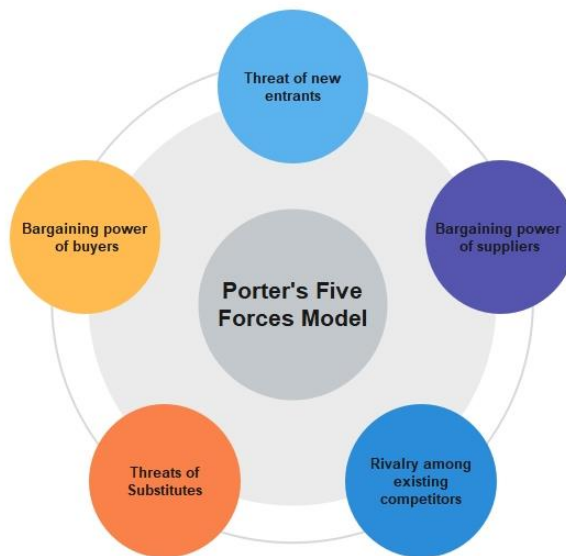 Threat of new
entrants
Bargaining power
of buyers
Bargaining power
of suppliers
Porter's Five
Forces Model
Threats of
Substitutes
Rivalry among
existing
competitors